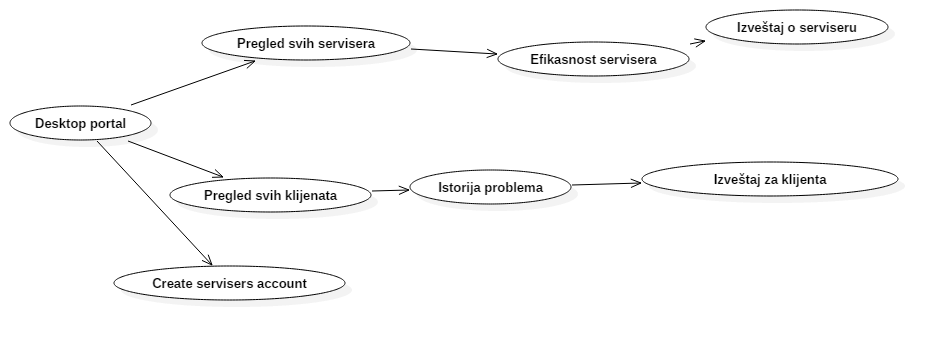 Izveštaj o serviseru
Pregled svih servisera
Efikasnost servisera
Desktop portal
Izveštaj za klijenta
Istorija problema
Pregled svih klijenata
Create servisers account